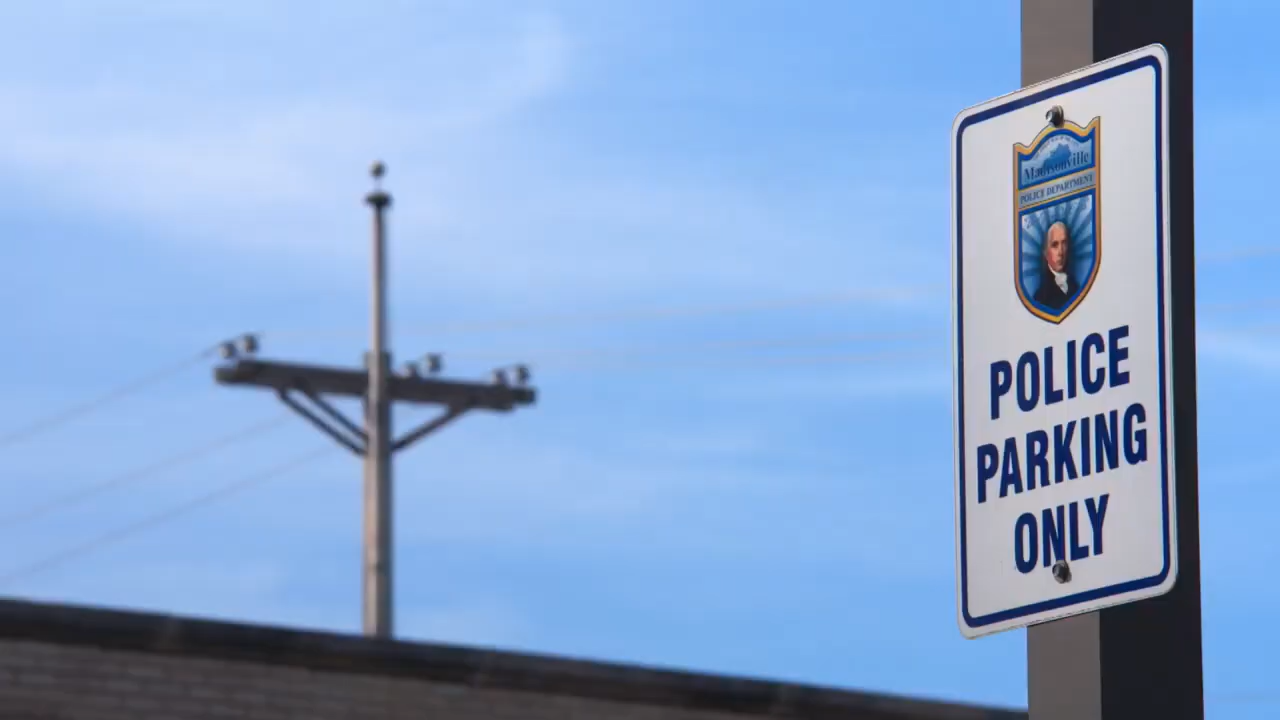 Madisonville
POLICE DEPARTMENT
POLICE
PARKING
ONLY